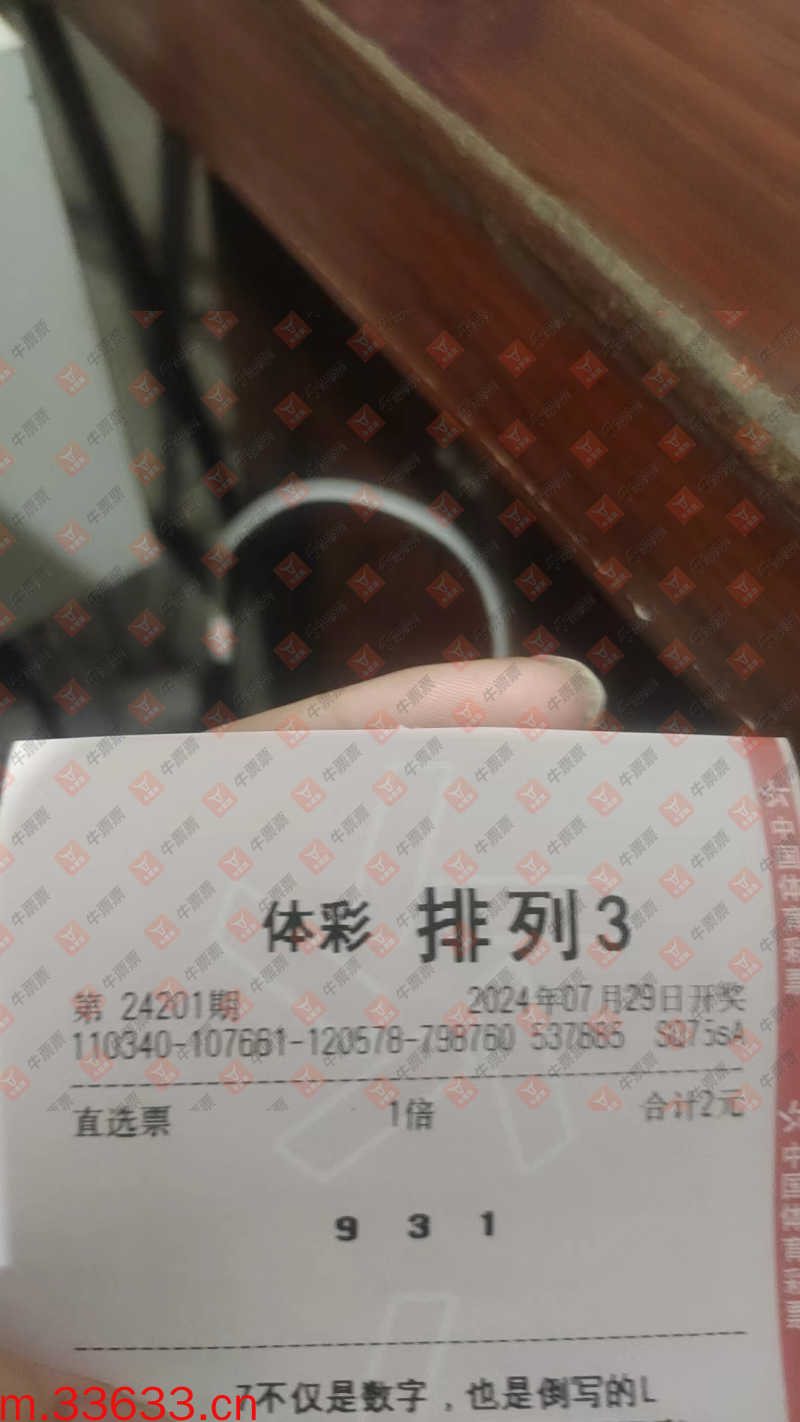 体彩 排列3
第 24201期 2024年07月29日开奖
110340-107661-120578-798760 537885 SQ75sA
直选票 1倍 合计2元
9 3 1
7不仅是数字，也是倒写的L
中国体育彩票
中国体育彩票
牛票票
m.33633.cn